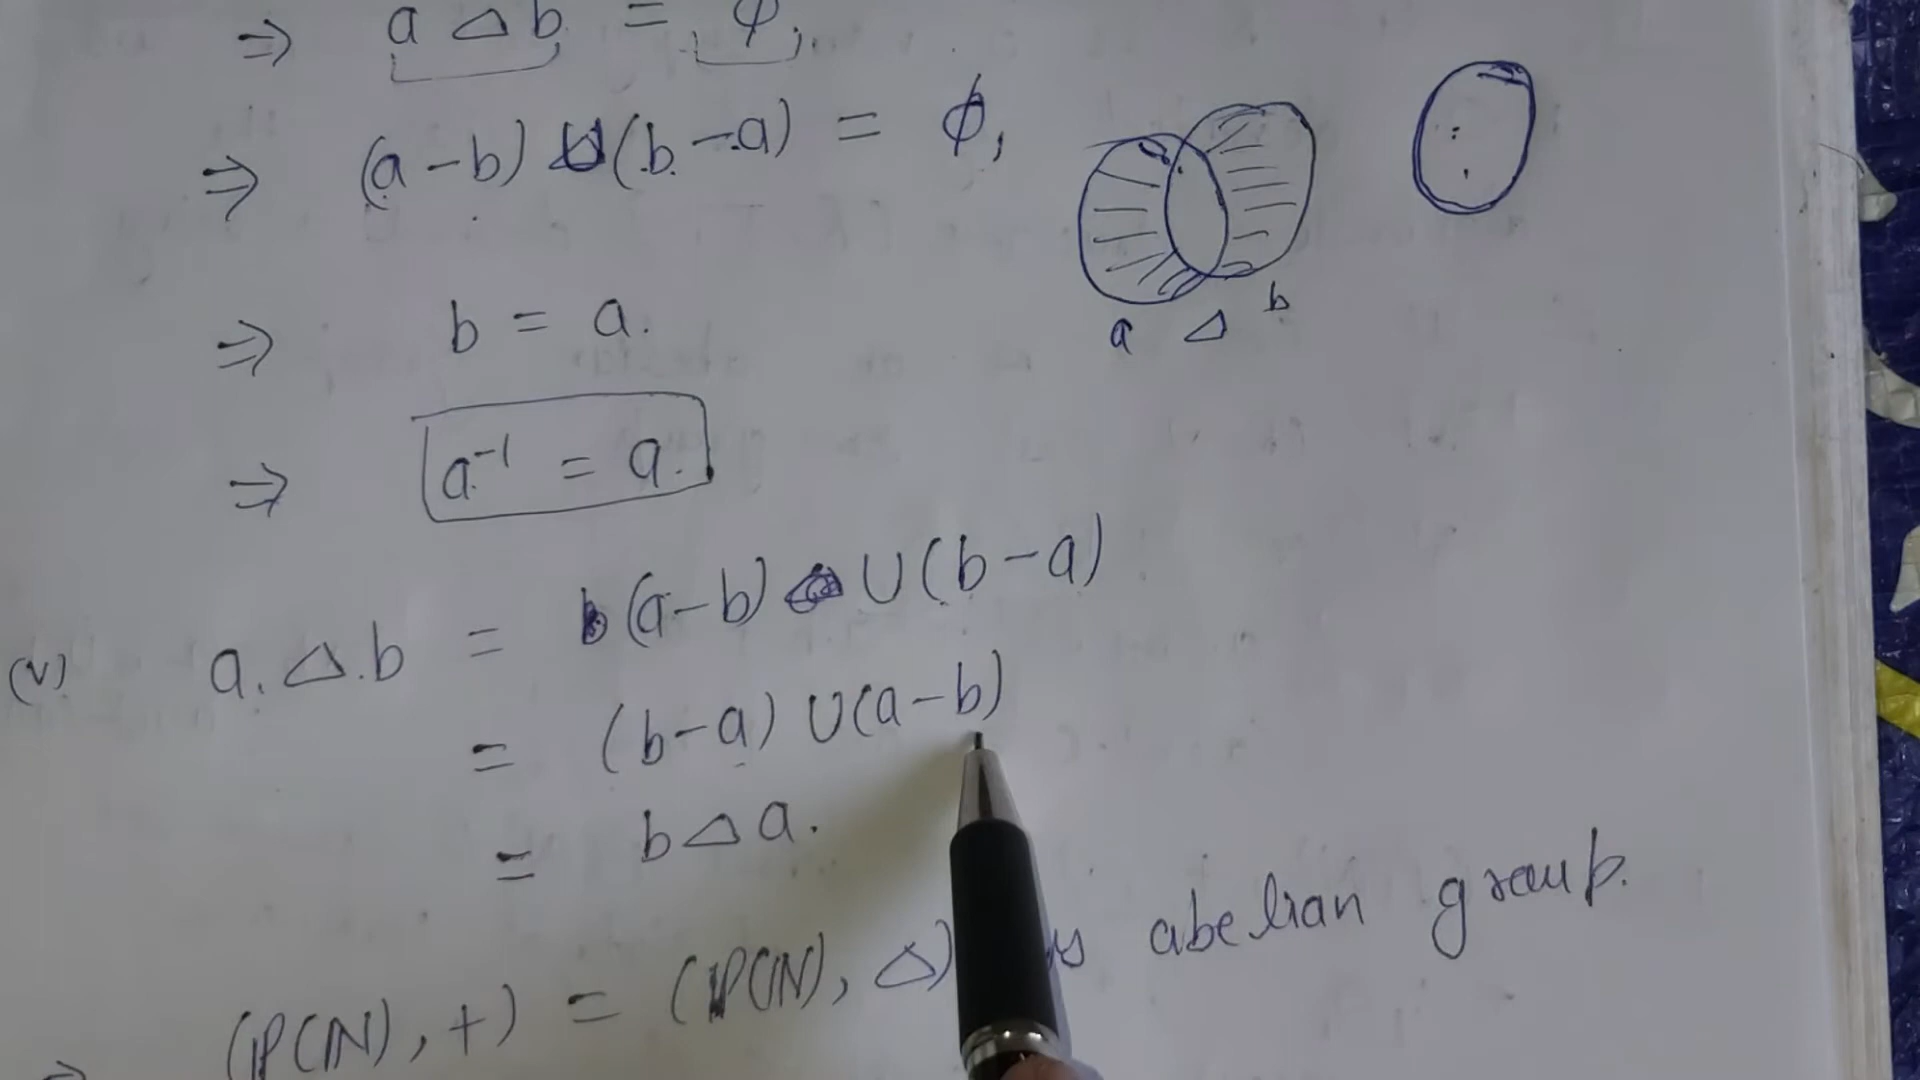 ⇒ a △ b = ϕ,
⇒ (a-b) ∪ (b-a) = ϕ,
a △ b
⇒ b = a.
⇒ a⁻¹ = a.
(v) a. △ .b = (a-b) ∪ (b-a)
= (b-a) ∪ (a-b)
= b △ a.
⇒ (P(N), +) = (P(N), △) is abelian group.